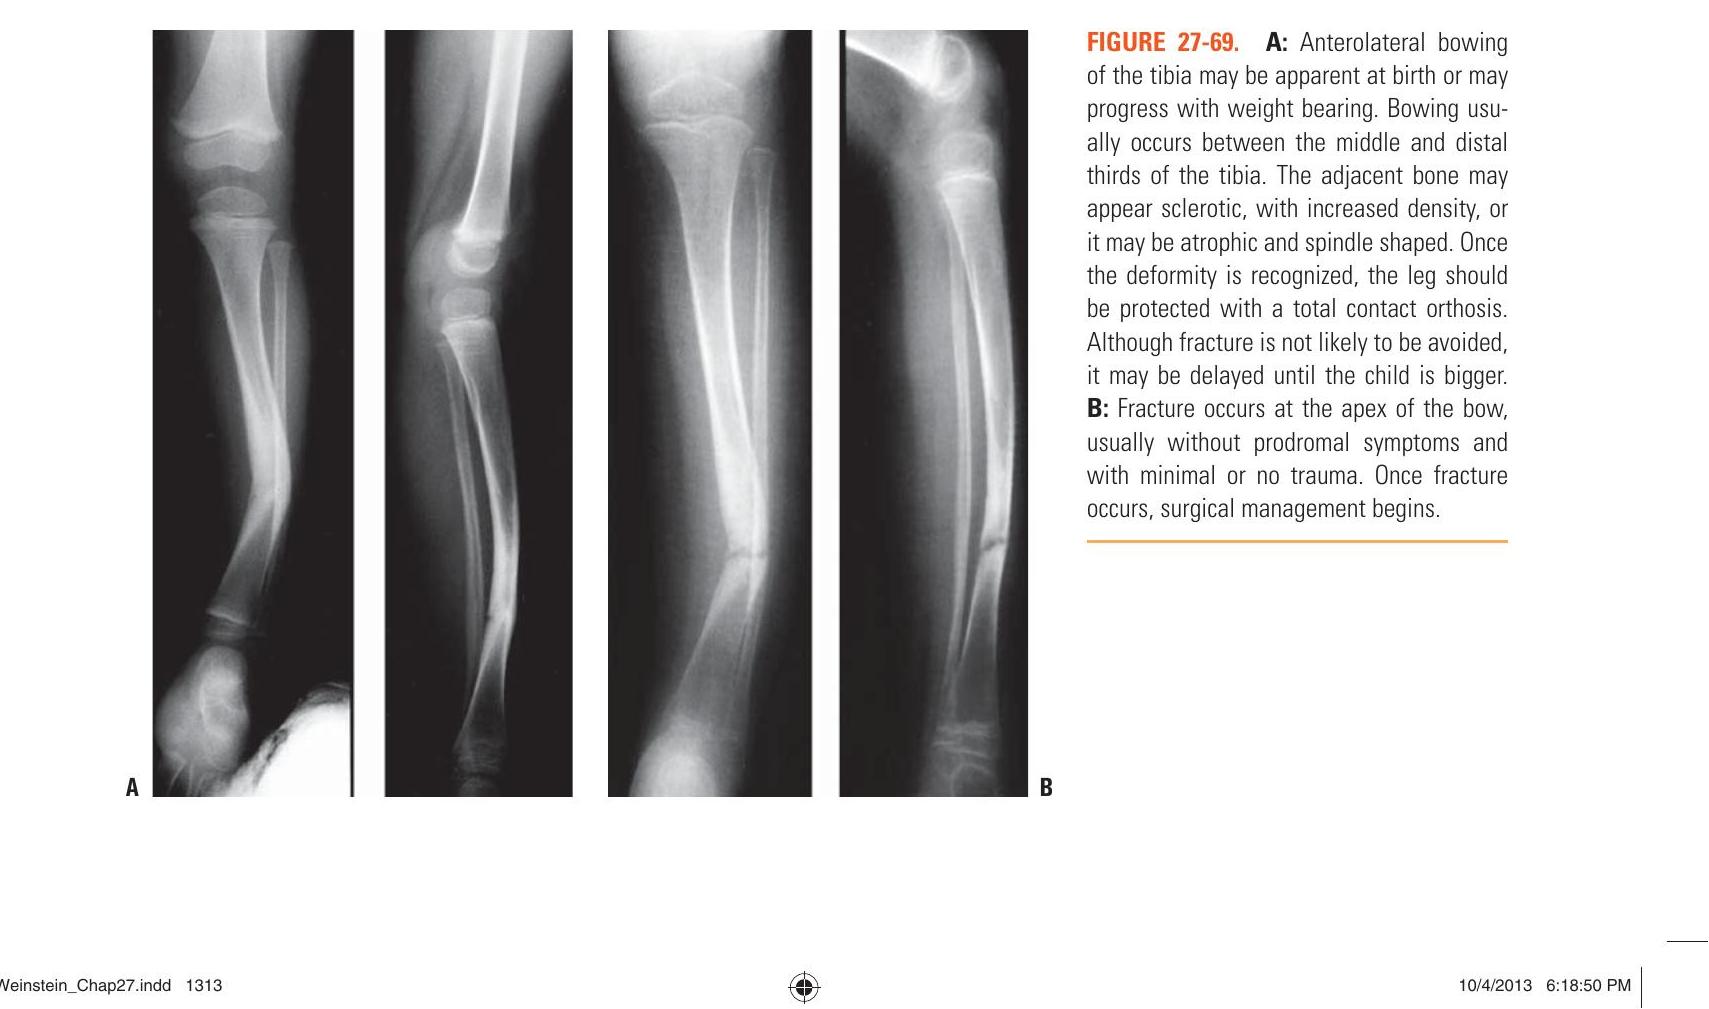 FIGURE 27-69. A: Anterolateral bowing
of the tibia may be apparent at birth or may
progress with weight bearing. Bowing usu-
ally occurs between the middle and distal
thirds of the tibia. The adjacent bone may
appear sclerotic, with increased density, or
it may be atrophic and spindle shaped. Once
the deformity is recognized, the leg should
be protected with a total contact orthosis.
Although fracture is not likely to be avoided,
it may be delayed until the child is bigger.
B: Fracture occurs at the apex of the bow,
usually without prodromal symptoms and
with minimal or no trauma. Once fracture
occurs, surgical management begins.
A
B
Weinstein_Chap27.indd 1313
10/4/2013 6:18:50 PM